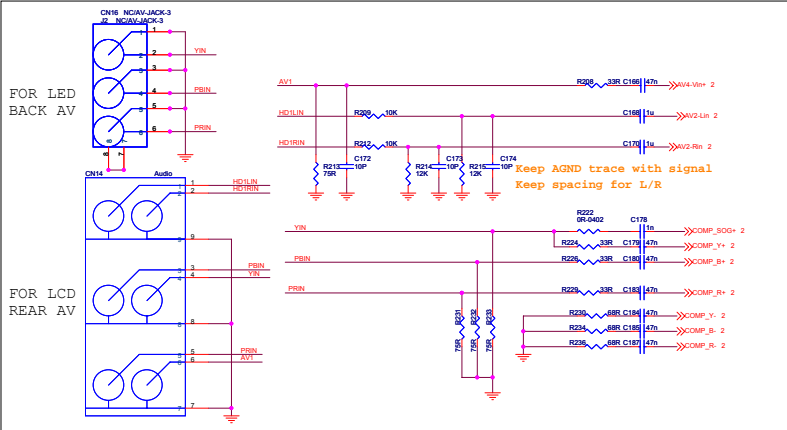 CN16 NC/AV-JACK-3
J2 NC/AV-JACK-3
1
2 YIN
3
4 PBIN
5
6 PRIN
8 7
FOR LED
BACK AV
CN14 Audio
1 HD1LIN
2 HD1RIN
9
3 PBIN
4 YIN
8
5 PRIN
6 AV1
7
FOR LCD
REAR AV
AV1 R208 33R C166 47n AV4-Vin+ 2
HD1LIN R209 10K C168 1u AV2-Lin 2
HD1RIN R212 10K C170 1u AV2-Rin 2
R213 75R
C172 10P
R214 12K
C173 10P
R215 12K
C174 10P
Keep AGND trace with signal
Keep spacing for L/R
YIN R222 0R-0402 C178 1n COMP_SOG+ 2
R224 33R C179 47n COMP_Y+ 2
PBIN R226 33R C180 47n COMP_B+ 2
PRIN R229 33R C183 47n COMP_R+ 2
R231 75R
R232 75R
R233 75R
R230 68R C184 47n COMP_Y- 2
R234 68R C185 47n COMP_B- 2
R236 68R C187 47n COMP_R- 2